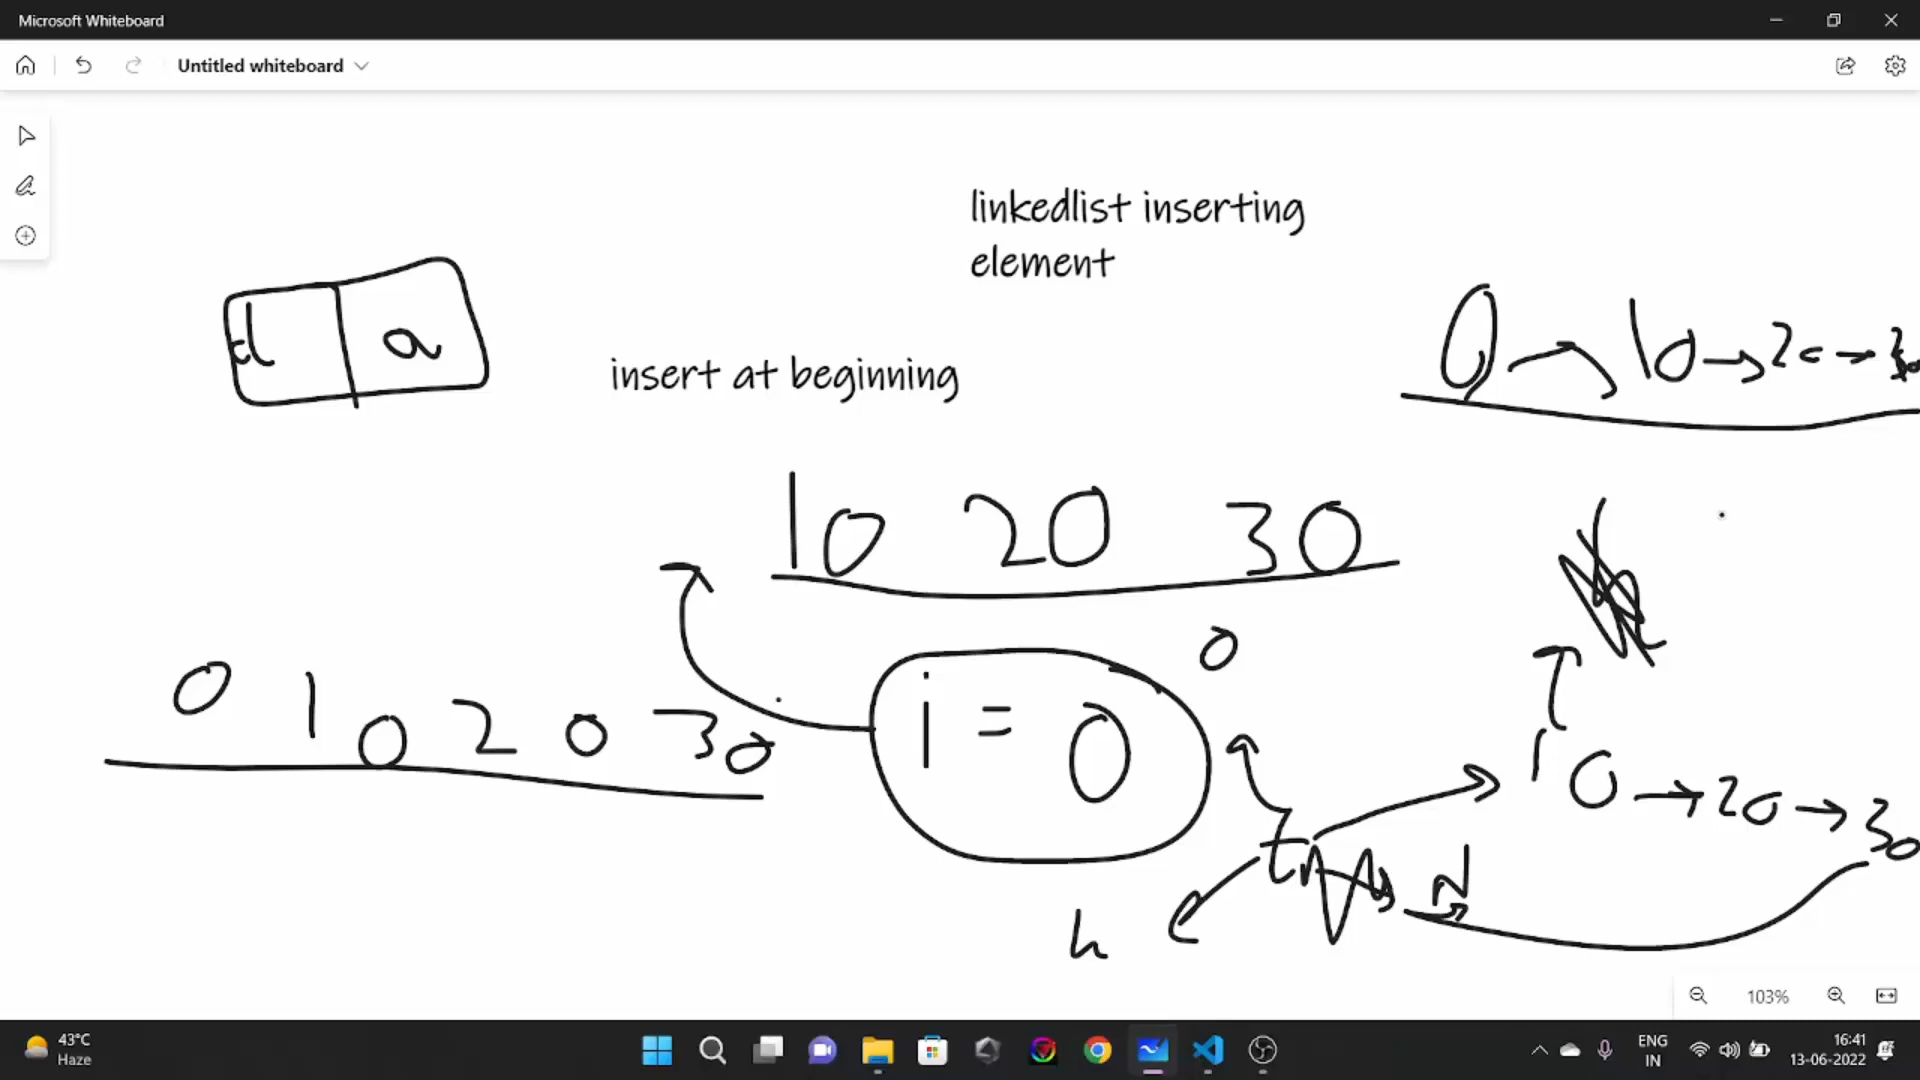 Microsoft Whiteboard
Untitled whiteboard
linkedlist inserting
element
d a
insert at beginning
0 → 10 → 20 → 30
10 20 30
0
0 10 20 30
i = 0
10 → 20 → 30
t
N
h
103%
43°C
Haze
ENG
IN
16:41
13-06-2022